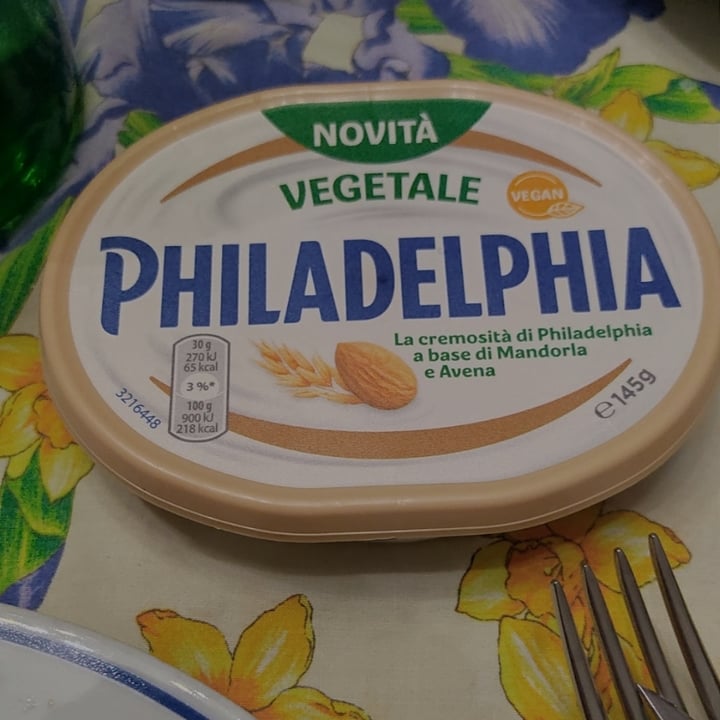 NOVITÀ
VEGETALE
VEGAN
PHILADELPHIA
La cremosità di Philadelphia
a base di Mandorla
e Avena
30 g
270 kJ
65 kcal
3 %*
100 g
900 kJ
218 kcal
3216448
e 145g